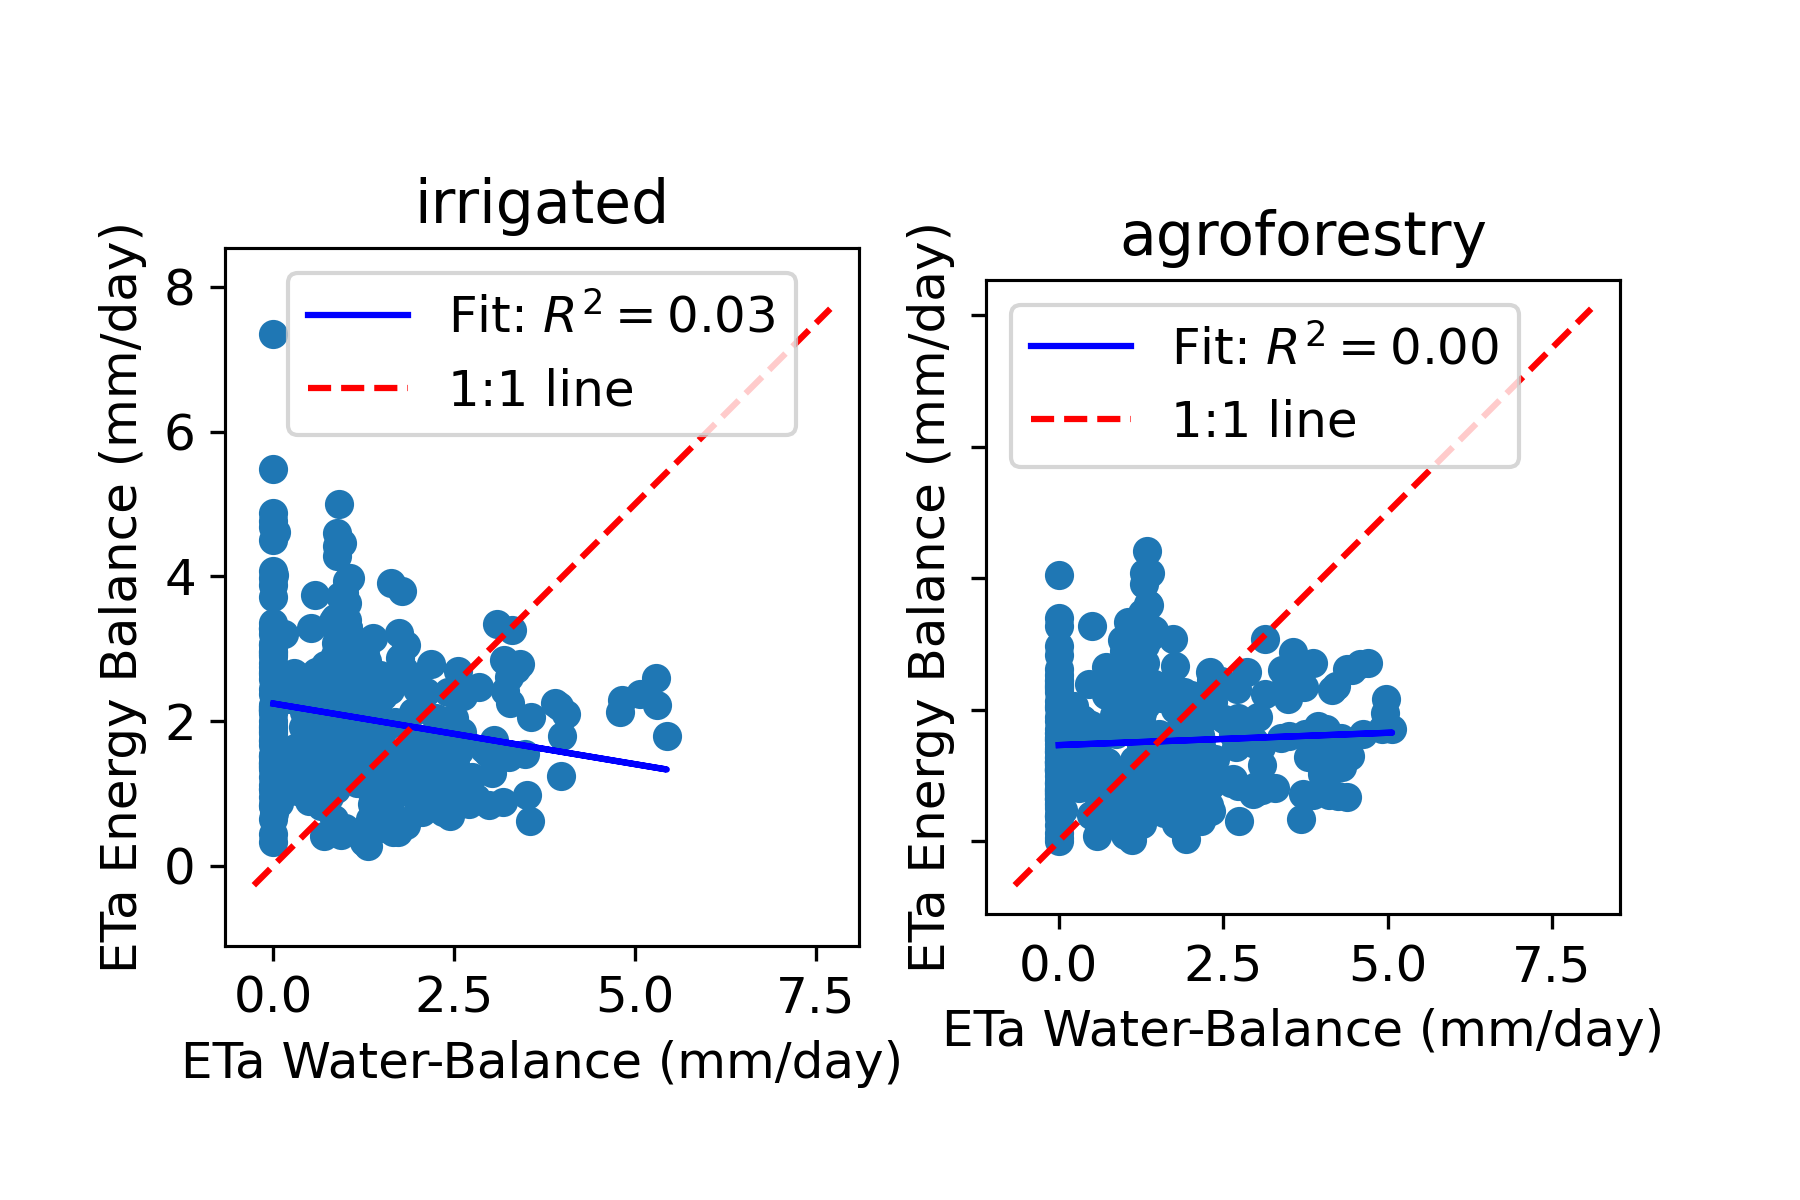 irrigated
ETa Energy Balance (mm/day)
8
6
4
2
0
Fit: R² = 0.03
1:1 line
0.0 2.5 5.0 7.5
ETa Water-Balance (mm/day)
agroforestry
ETa Energy Balance (mm/day)
Fit: R² = 0.00
1:1 line
0.0 2.5 5.0 7.5
ETa Water-Balance (mm/day)